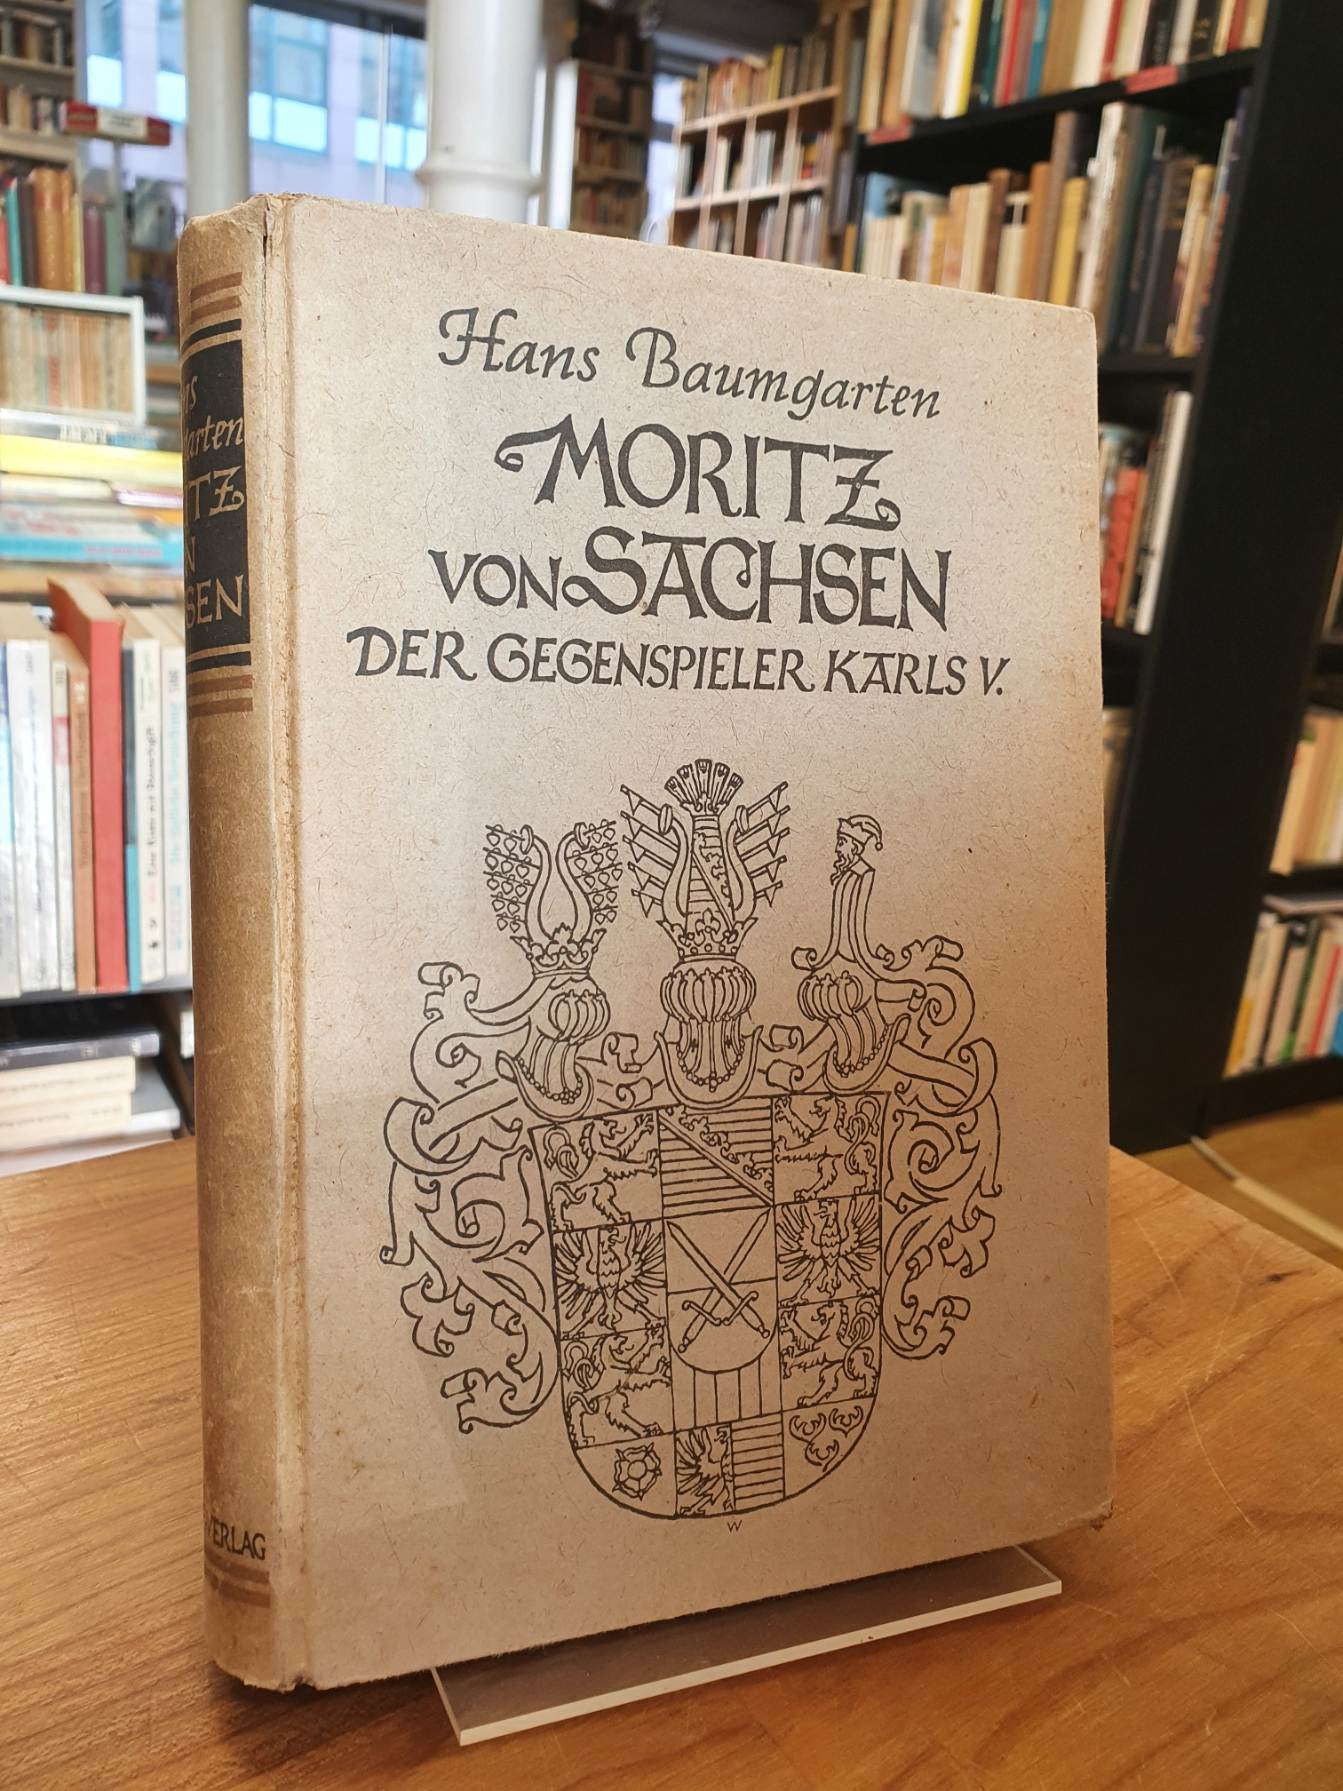 Hans Baumgarten
MORITZ
VON SACHSEN
DER GEGENSPIELER KARLS V.
W
VERLAG